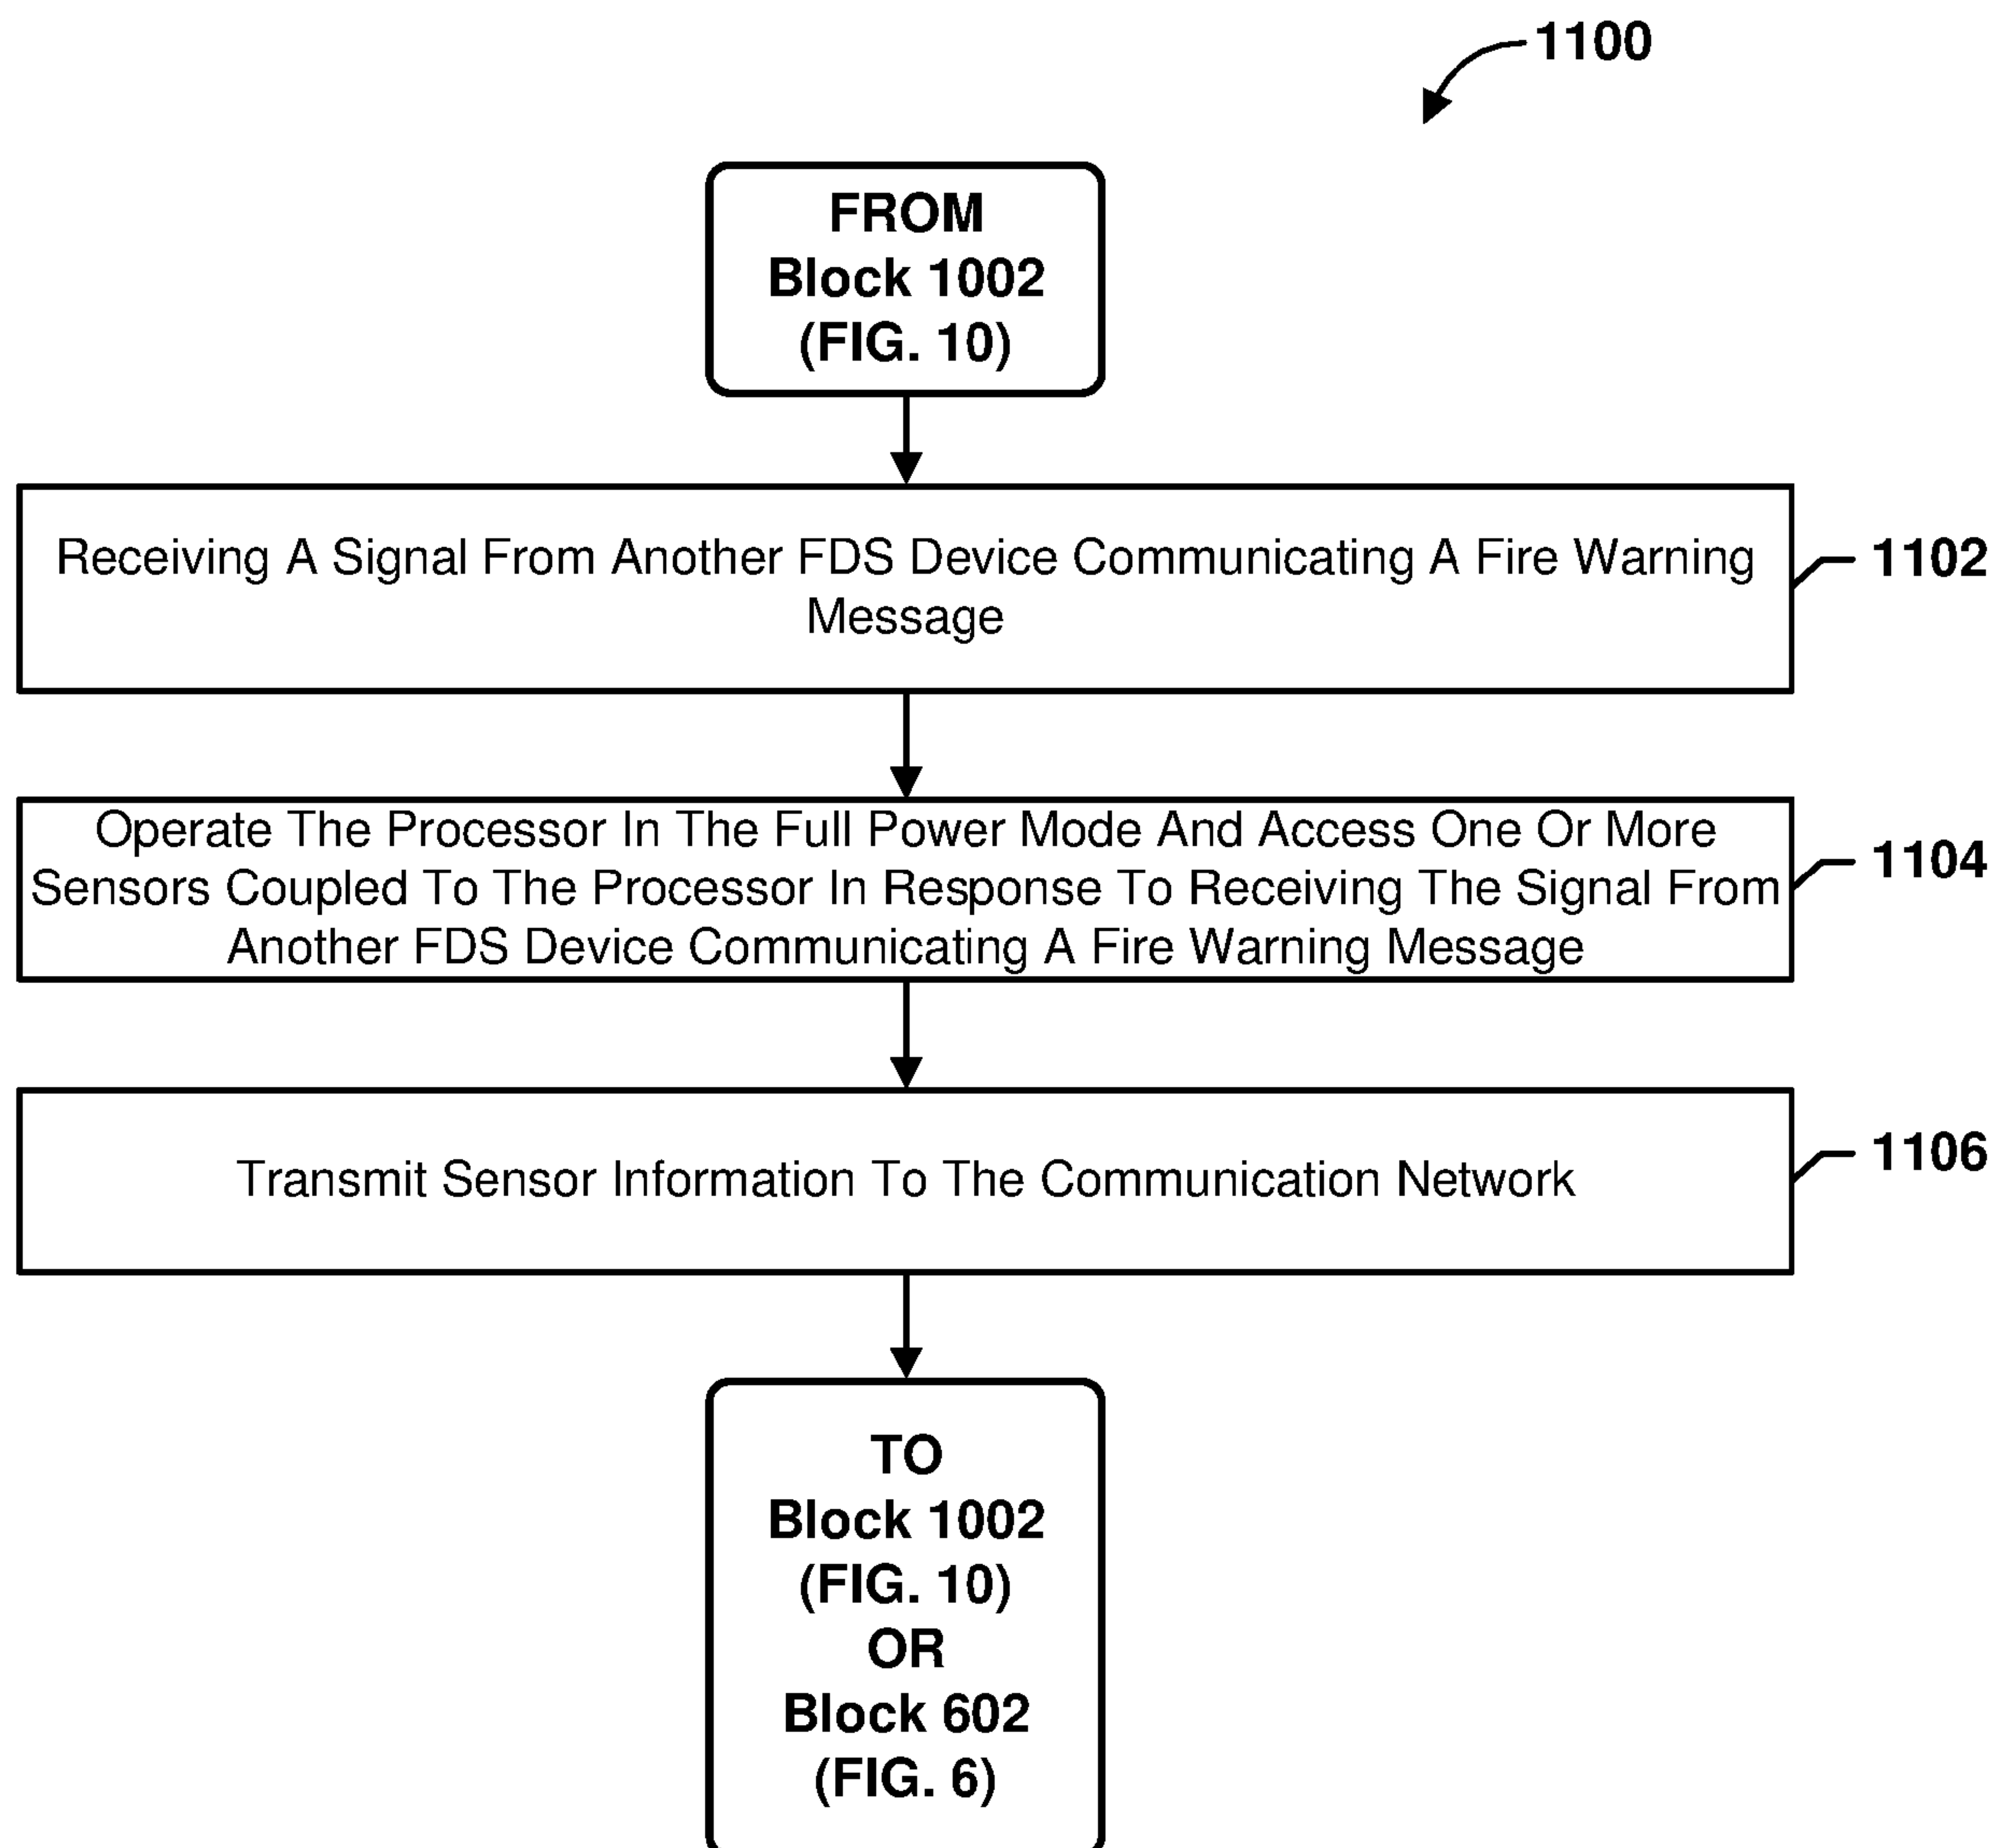 1100
FROM
Block 1002
(FIG. 10)
Receiving A Signal From Another FDS Device Communicating A Fire Warning
Message
1102
Operate The Processor In The Full Power Mode And Access One Or More
Sensors Coupled To The Processor In Response To Receiving The Signal From
Another FDS Device Communicating A Fire Warning Message
1104
Transmit Sensor Information To The Communication Network
1106
TO
Block 1002
(FIG. 10)
OR
Block 602
(FIG. 6)